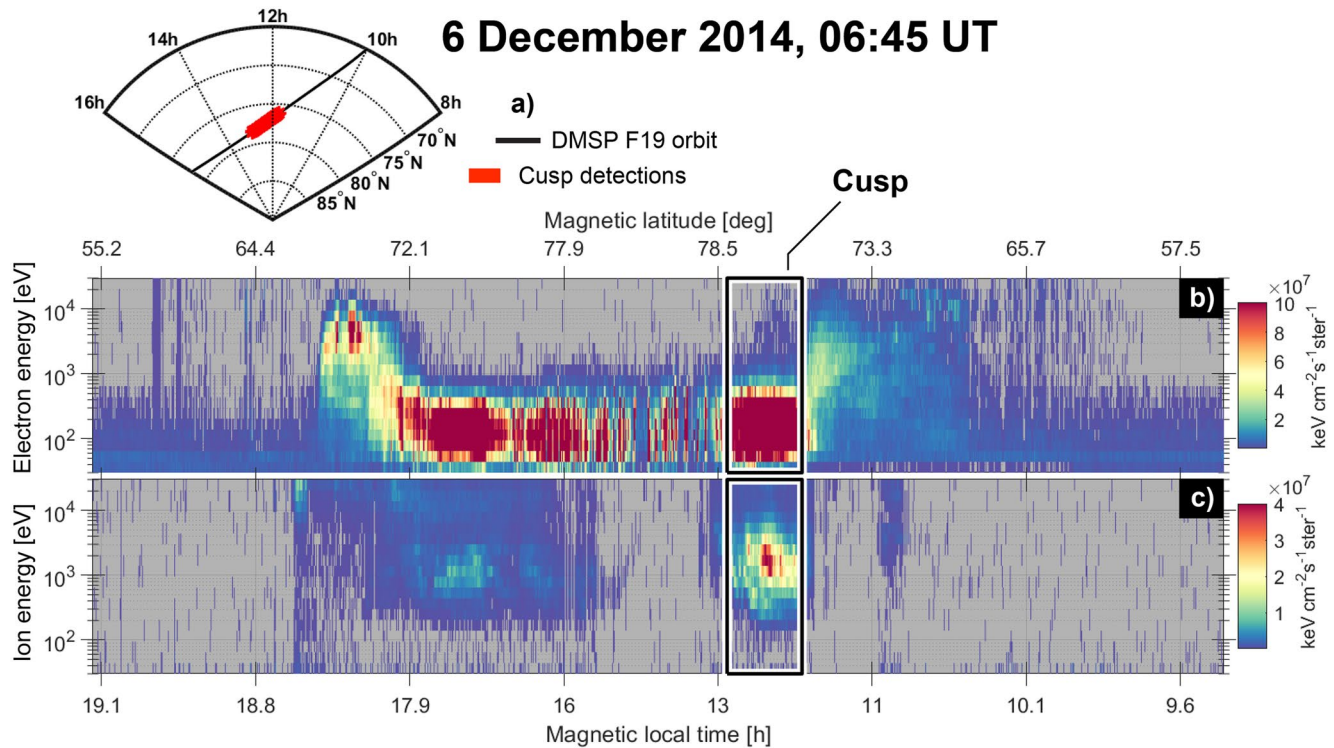 6 December 2014, 06:45 UT
12h
14h
10h
16h
8h
70°N
75°N
80°N
85°N
a)
DMSP F19 orbit
Cusp detections
Cusp
Magnetic latitude [deg]
55.2 64.4 72.1 77.9 78.5 73.3 65.7 57.5
Electron energy [eV]
10⁴
10³
10²
b)
×10⁷
10
8
6
4
2
keV cm⁻²s⁻¹ster⁻¹
Ion energy [eV]
10⁴
10³
10²
c)
×10⁷
4
3
2
1
keV cm⁻²s⁻¹ster⁻¹
19.1 18.8 17.9 16 13 11 10.1 9.6
Magnetic local time [h]